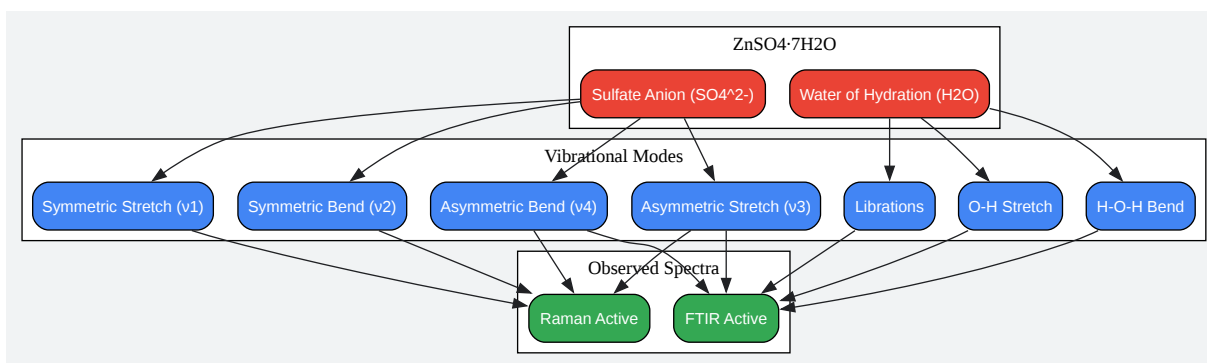 ZnSO4·7H2O
Sulfate Anion (SO4^2-)
Water of Hydration (H2O)
Vibrational Modes
Symmetric Stretch (ν1)
Symmetric Bend (ν2)
Asymmetric Bend (ν4)
Asymmetric Stretch (ν3)
Librations
O-H Stretch
H-O-H Bend
Observed Spectra
Raman Active
FTIR Active